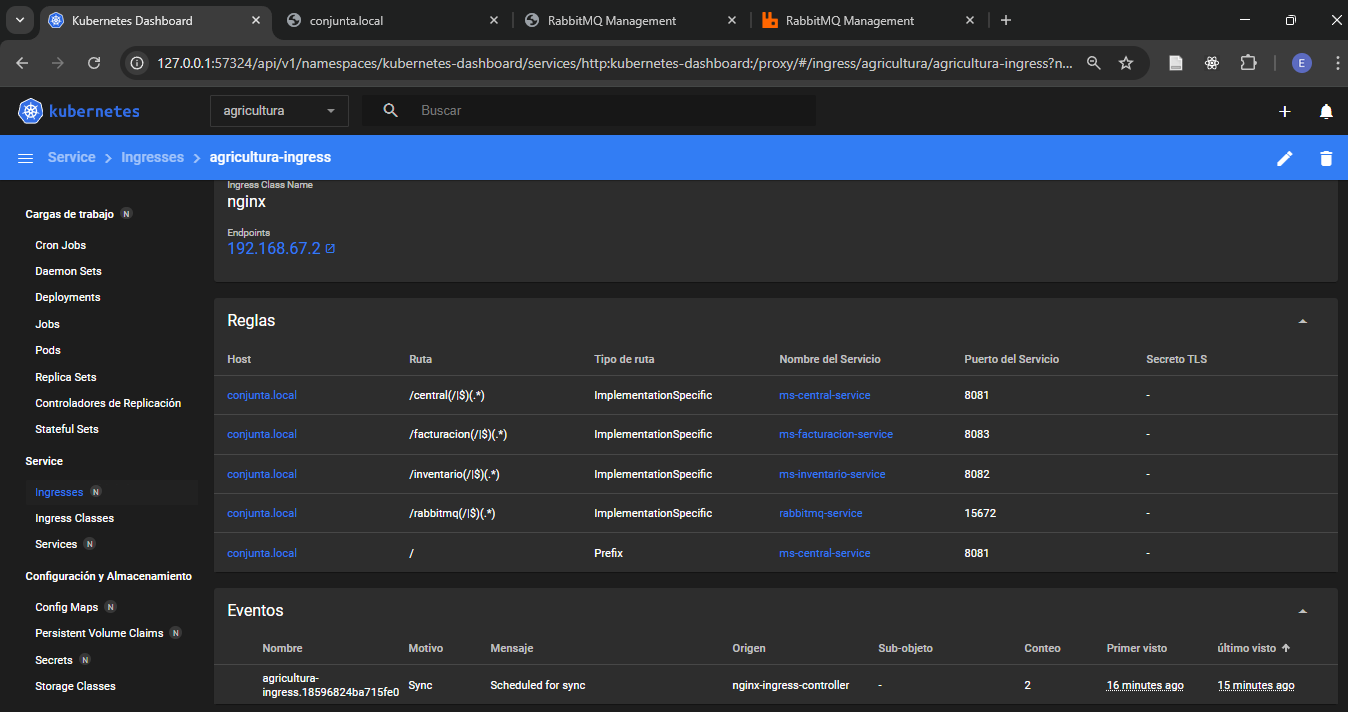 Kubernetes Dashboard
conjunta.local
RabbitMQ Management
RabbitMQ Management
127.0.0.1:57324/api/v1/namespaces/kubernetes-dashboard/services/http:kubernetes-dashboard:/proxy/#/ingress/agricultura/agricultura-ingress?n...
E
kubernetes
agricultura
Buscar
Service
Ingresses
agricultura-ingress
Cargas de trabajo N
Cron Jobs
Daemon Sets
Deployments
Jobs
Pods
Replica Sets
Controladores de Replicación
Stateful Sets
Service
Ingresses N
Ingress Classes
Services N
Configuración y Almacenamiento
Config Maps N
Persistent Volume Claims N
Secrets N
Storage Classes
Ingress Class Name
nginx
Endpoints
192.168.67.2
Reglas
Host Ruta Tipo de ruta Nombre del Servicio Puerto del Servicio Secreto TLS
conjunta.local /central(/|$)(.*) ImplementationSpecific ms-central-service 8081 -
conjunta.local /facturacion(/|$)(.*) ImplementationSpecific ms-facturacion-service 8083 -
conjunta.local /inventario(/|$)(.*) ImplementationSpecific ms-inventario-service 8082 -
conjunta.local /rabbitmq(/|$)(.*) ImplementationSpecific rabbitmq-service 15672 -
conjunta.local / Prefix ms-central-service 8081 -
Eventos
Nombre Motivo Mensaje Origen Sub-objeto Conteo Primer visto último visto
agricultura-
ingress.18596824ba715fe0 Sync Scheduled for sync nginx-ingress-controller - 2 16 minutes ago 15 minutes ago